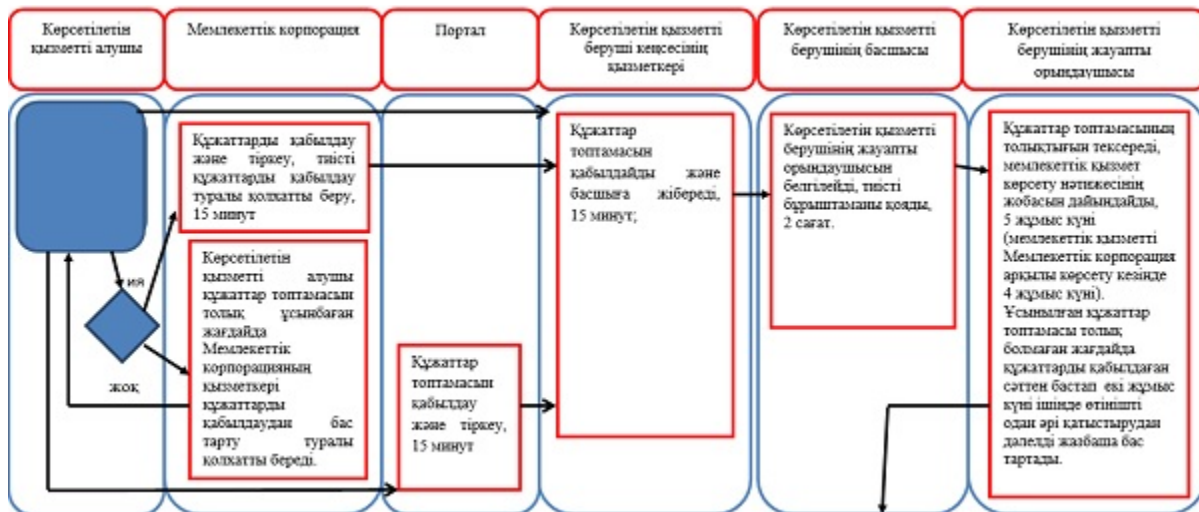 Көрсетілетін
қызметті алушы
Мемлекеттік корпорация
Портал
Көрсетілетін қызметті
беруші кеңсесінің
қызметкері
Көрсетілетін қызметті
берушінің басшысы
Көрсетілетін қызметті
берушінің жауапты
орындаушысы
Құжаттарды қабылдау
және тіркеу, тиісті
құжаттарды қабылдау
туралы қолхатты беру,
15 минут
ия
жоқ
Көрсетілетін
қызметті алушы
құжаттар топтамасын
толық ұсынбаған
жағдайда
Мемлекеттік
корпорацияның
қызметкері
құжаттарды
қабылдаудан бас
тарту туралы
қолхатты береді.
Құжаттар
топтамасын
қабылдау
және тіркеу,
15 минут
Құжаттар
топтамасын
қабылдайды және
басшыға жібереді,
15 минут;
Көрсетілетін қызметті
берушінің жауапты
орындаушысын
белгілейді, тиісті
бұрыштаманы қояды,
2 сағат.
Құжаттар топтамасының
толықтығын тексереді,
мемлекеттік қызмет
көрсету нәтижесінің
жобасын дайындайды,
5 жұмыс күні
(мемлекеттік қызметті
Мемлекеттік корпорация
арқылы көрсету кезінде
4 жұмыс күні).
Ұсынылған құжаттар
топтамасы толық
болмаған жағдайда
құжаттарды қабылдаған
сәттен бастап екі жұмыс
күні ішінде өтінішті
одан әрі қатыстырудан
дәлелді жазбаша бас
тартады.